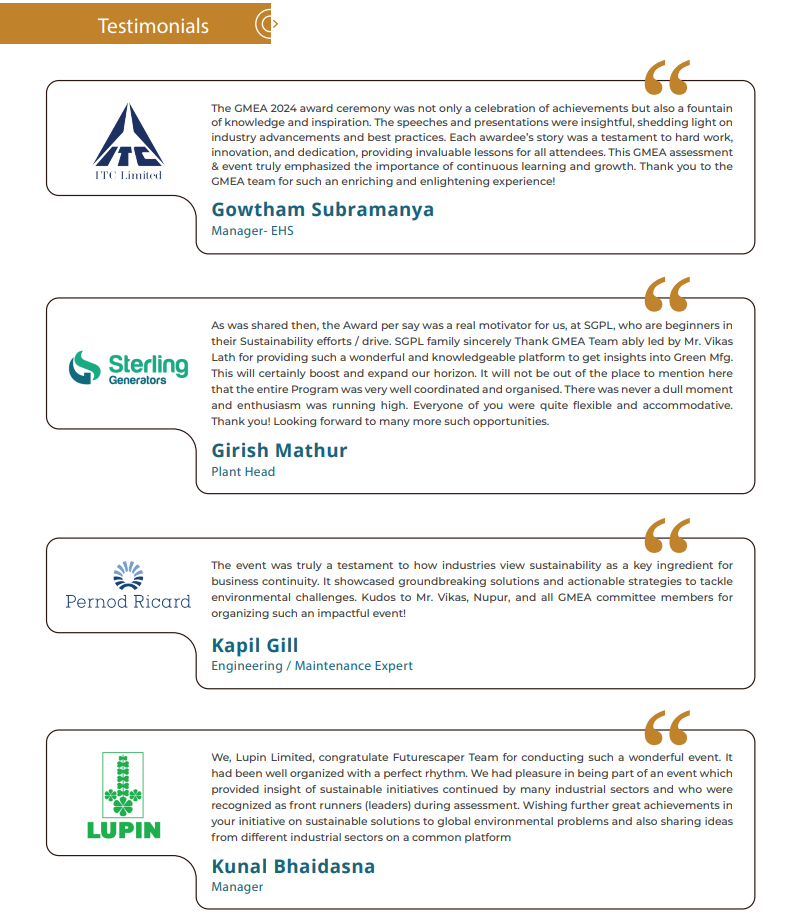 Testimonials
“
ITC
ITC Limited
The GMEA 2024 award ceremony was not only a celebration of achievements but also a fountain
of knowledge and inspiration. The speeches and presentations were insightful, shedding light on
industry advancements and best practices. Each awardee's story was a testament to hard work,
innovation, and dedication, providing invaluable lessons for all attendees. This GMEA assessment
& event truly emphasized the importance of continuous learning and growth. Thank you to the
GMEA team for such an enriching and enlightening experience!
Gowtham Subramanya
Manager- EHS
“
Sterling
Generators
As was shared then, the Award per say was a real motivator for us, at SGPL, who are beginners in
their Sustainability efforts / drive. SGPL family sincerely Thank GMEA Team ably led by Mr. Vikas
Lath for providing such a wonderful and knowledgeable platform to get insights into Green Mfg.
This will certainly boost and expand our horizon. It will not be out of the place to mention here
that the entire Program was very well coordinated and organised. There was never a dull moment
and enthusiasm was running high. Everyone of you were quite flexible and accommodative.
Thank you! Looking forward to many more such opportunities.
Girish Mathur
Plant Head
“
Pernod Ricard
The event was truly a testament to how industries view sustainability as a key ingredient for
business continuity. It showcased groundbreaking solutions and actionable strategies to tackle
environmental challenges. Kudos to Mr. Vikas, Nupur, and all GMEA committee members for
organizing such an impactful event!
Kapil Gill
Engineering / Maintenance Expert
“
LUPIN
We, Lupin Limited, congratulate Futurescaper Team for conducting such a wonderful event. It
had been well organized with a perfect rhythm. We had pleasure in being part of an event which
provided insight of sustainable initiatives continued by many industrial sectors and who were
recognized as front runners (leaders) during assessment. Wishing further great achievements in
your initiative on sustainable solutions to global environmental problems and also sharing ideas
from different industrial sectors on a common platform
Kunal Bhaidasna
Manager